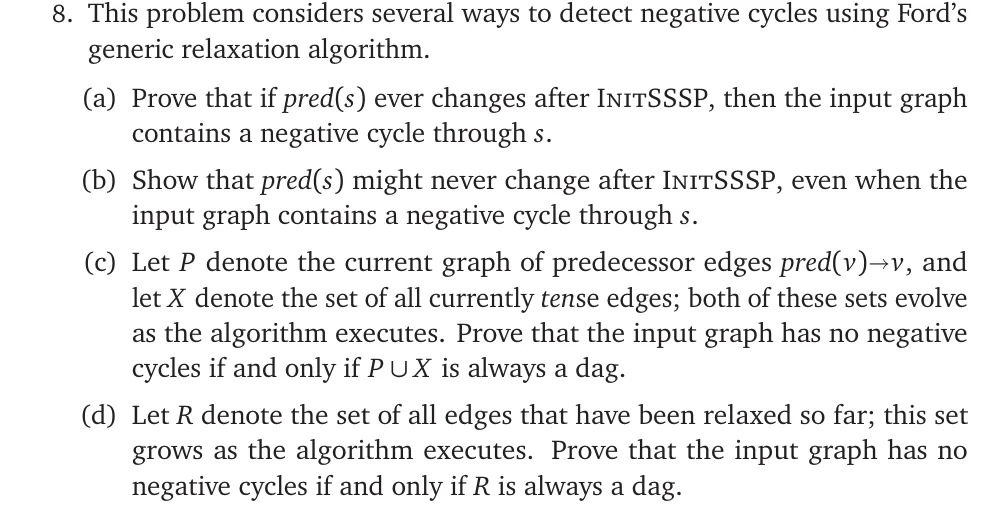 8. This problem considers several ways to detect negative cycles using Ford's
generic relaxation algorithm.
(a) Prove that if pred(s) ever changes after INITSSSP, then the input graph
contains a negative cycle through s.
(b) Show that pred(s) might never change after INITSSSP, even when the
input graph contains a negative cycle through s.
(c) Let P denote the current graph of predecessor edges pred(v)→v, and
let X denote the set of all currently tense edges; both of these sets evolve
as the algorithm executes. Prove that the input graph has no negative
cycles if and only if P ∪ X is always a dag.
(d) Let R denote the set of all edges that have been relaxed so far; this set
grows as the algorithm executes. Prove that the input graph has no
negative cycles if and only if R is always a dag.